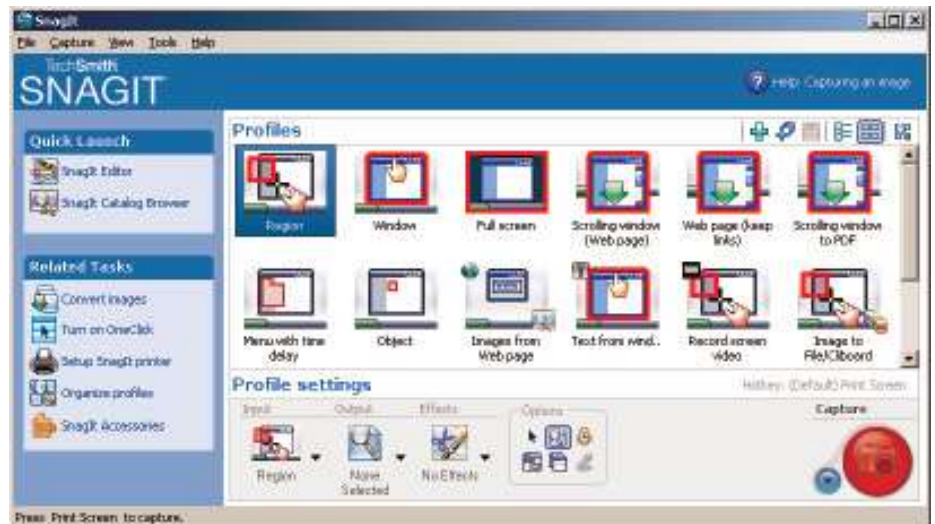 SnagIt
File Capture View Tools Help
TechSmith
SNAGIT
Help: Capturing an image
Quick Launch
SnagIt Editor
SnagIt Catalog Browser
Related Tasks
Convert images
Turn on OneClick
Setup SnagIt printer
Organize profiles
SnagIt Accessories
Profiles
Region
Window
Full screen
Scrolling window
(Web page)
Web page (keep
links)
Scrolling window
to PDF
Menu with time
delay
Object
Images from
Web page
Text from wind..
Record screen
video
Image to
File/Cliboard
Profile settings
Hotkey: (Default) Print Screen
Input
Output
Effects
Options
Capture
Region
None
Selected
No Effects
Press Print Screen to capture.